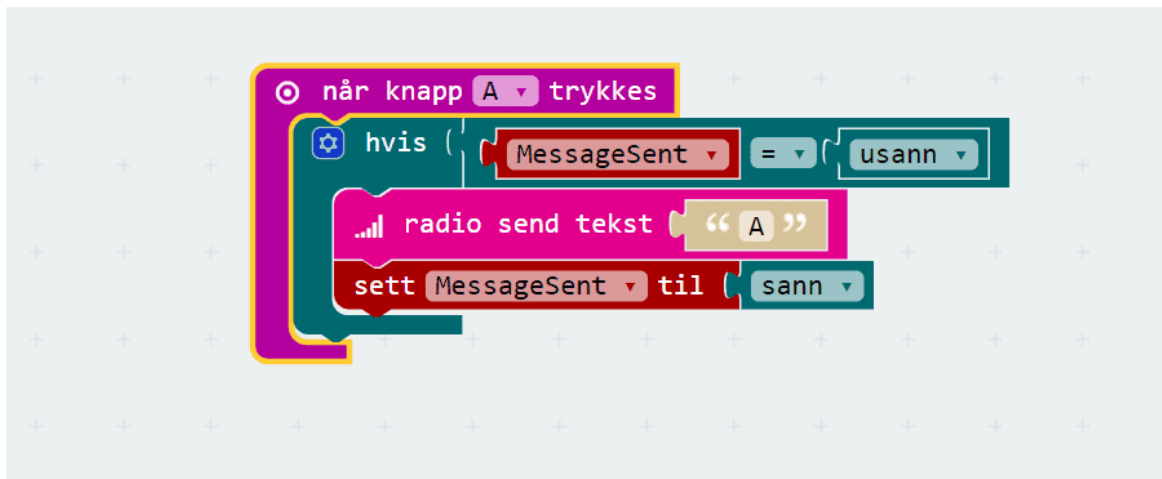 når knapp A trykkes
hvis MessageSent = usann
radio send tekst “ A ”
sett MessageSent til sann